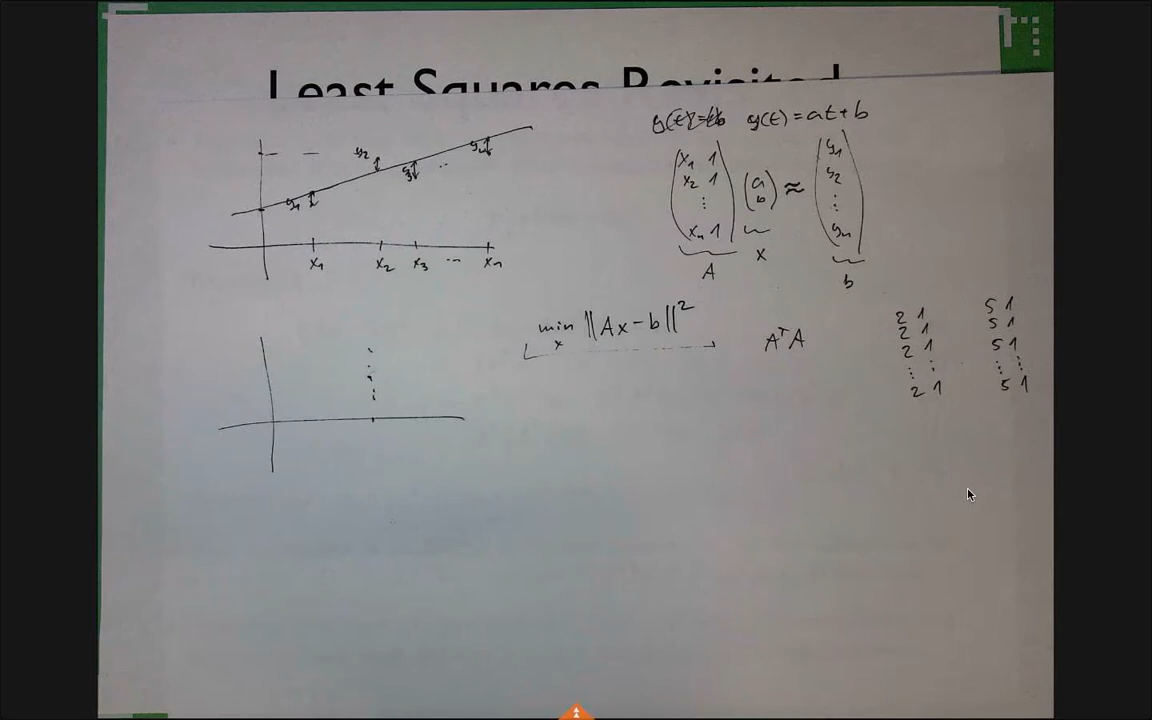 Least Squares Revisited
y(t) = at + b
y₁ y₂ y₃ ·· yₙ
x₁ x₂ x₃ ··· xₙ
x₁ 1 y₁
x₂ 1 (a b) ≈ y₂
⋮ ⋮
xₙ 1 yₙ
A x b
min ‖Ax − b‖²
x
AᵀA
2 1
2 1
2 1
⋮ ⋮
2 1
5 1
5 1
5 1
⋮ ⋮
5 1